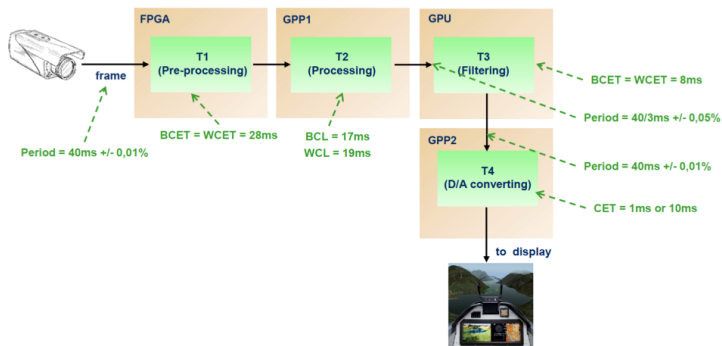 FPGA
GPP1
GPU
T1
(Pre-processing)
T2
(Processing)
T3
(Filtering)
frame
BCET = WCET = 8ms
Period = 40/3ms +/- 0,05%
BCET = WCET = 28ms
BCL = 17ms
WCL = 19ms
Period = 40ms +/- 0,01%
GPP2
T4
(D/A converting)
Period = 40ms +/- 0,01%
CET = 1ms or 10ms
to display